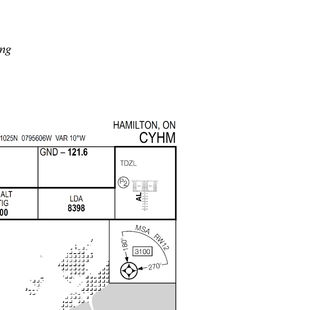 ng
HAMILTON, ON
1025N 0795606W VAR 10°W
CYHM
GND – 121.6
TDZL
ALT
TIG
00
LDA
8398
AL
MSA RW12
180°
3100
270°